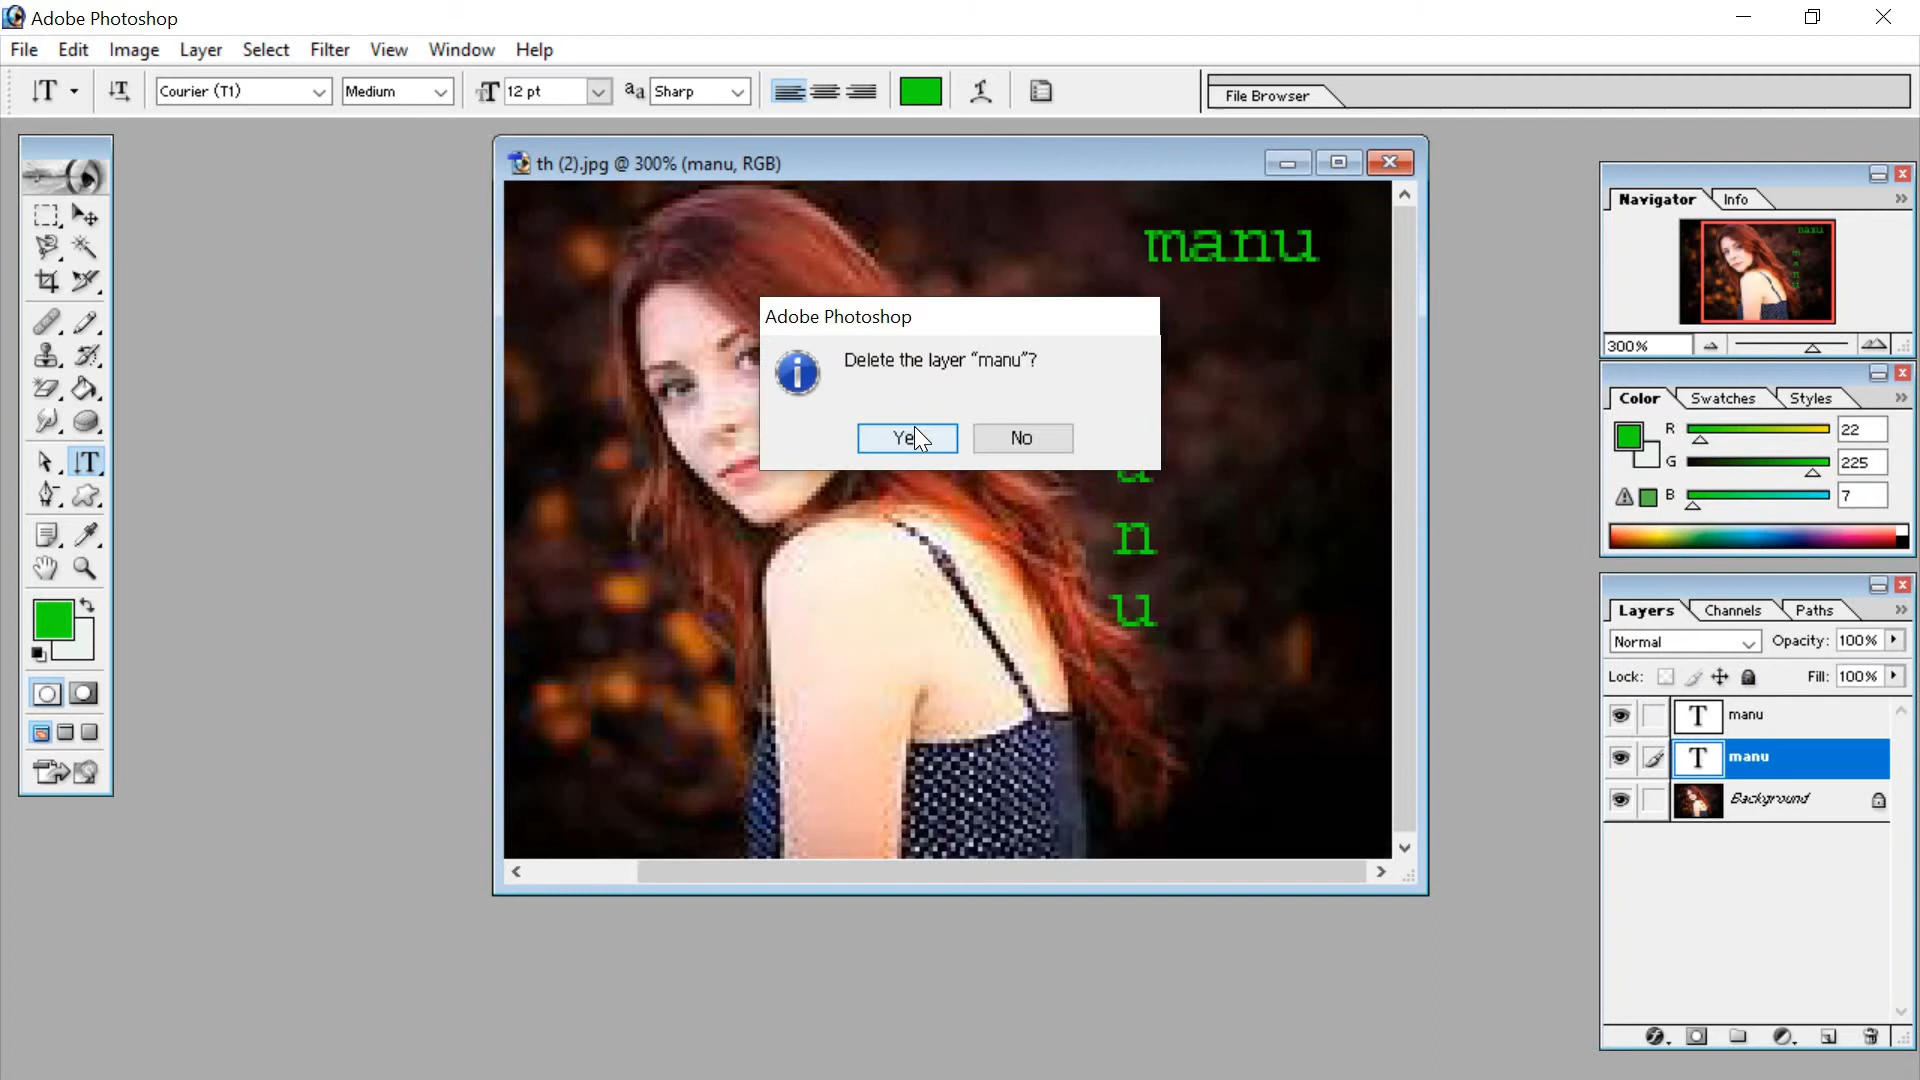 Adobe Photoshop
File Edit Image Layer Select Filter View Window Help
Courier (T1) Medium 12 pt aa Sharp File Browser
th (2).jpg @ 300% (manu, RGB)
manu
Adobe Photoshop
Delete the layer “manu”?
No
n
u
Navigator Info
300%
Color Swatches Styles
R 22
G 225
B 7
Layers Channels Paths
Normal Opacity: 100%
Lock: Fill: 100%
T manu
T manu
Background